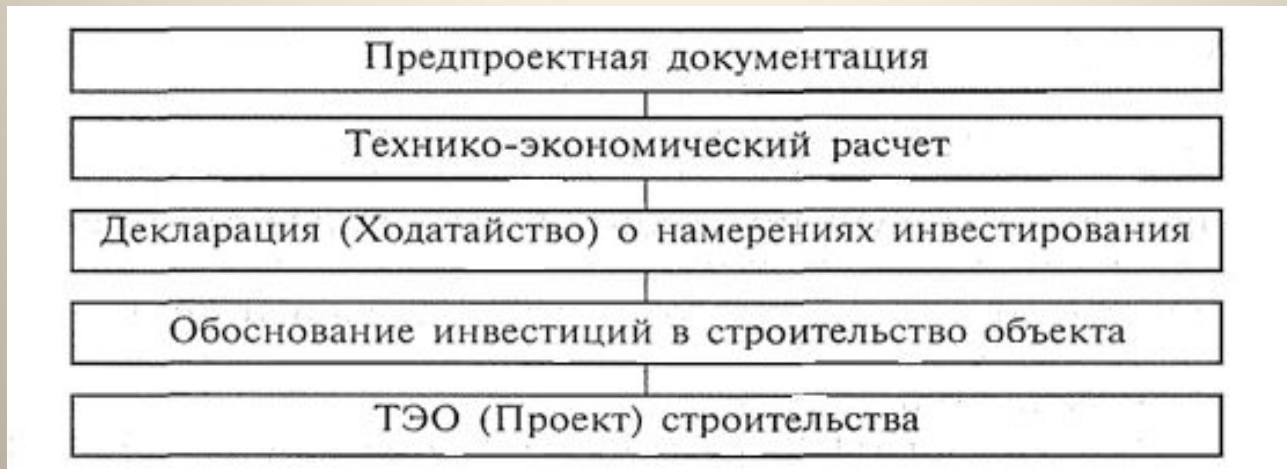 Предпроектная документация
Технико-экономический расчет
Декларация (Ходатайство) о намерениях инвестирования
Обоснование инвестиций в строительство объекта
ТЭО (Проект) строительства